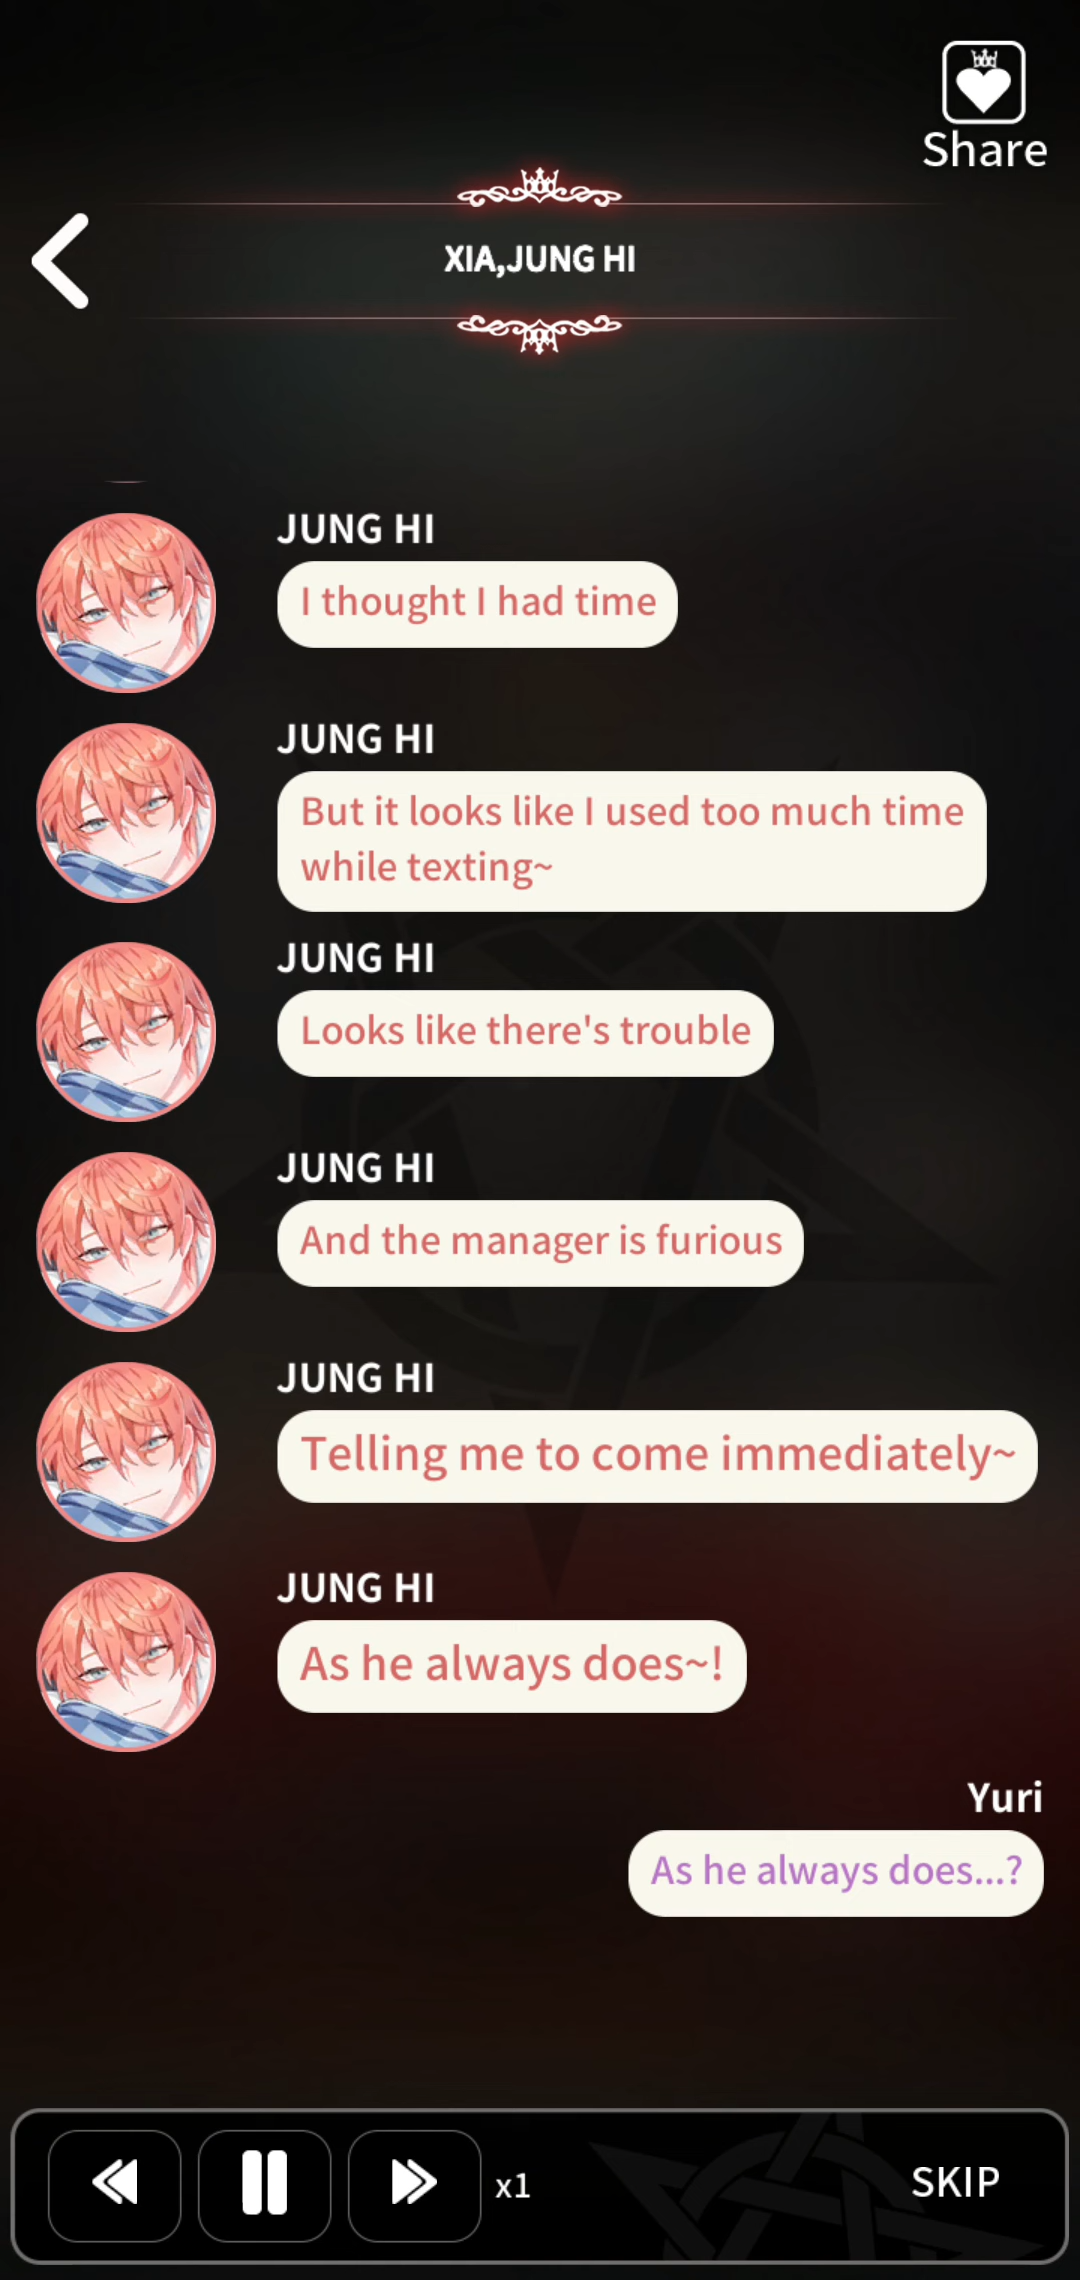 Share
XIA,JUNG HI
JUNG HI
I thought I had time
JUNG HI
But it looks like I used too much time
while texting~
JUNG HI
Looks like there's trouble
JUNG HI
And the manager is furious
JUNG HI
Telling me to come immediately~
JUNG HI
As he always does~!
Yuri
As he always does...?
x1
SKIP